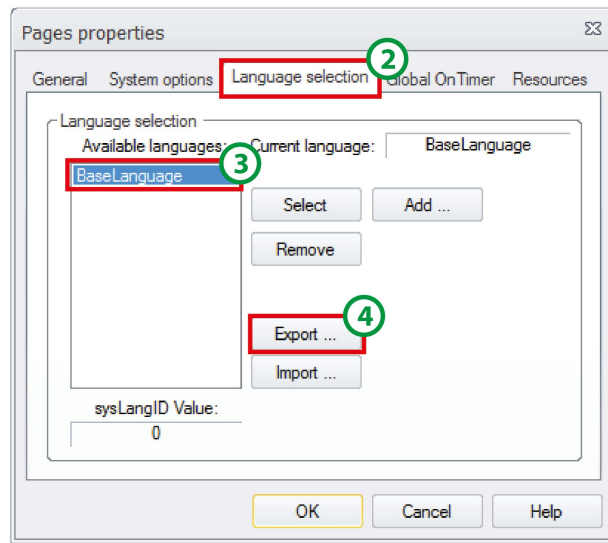 Pages properties
2
General System options Language selection Global OnTimer Resources
Language selection
Available languages: Current language: BaseLanguage
3
BaseLanguage
Select Add ...
Remove
4
Export ...
Import ...
sysLangID Value:
0
OK Cancel Help